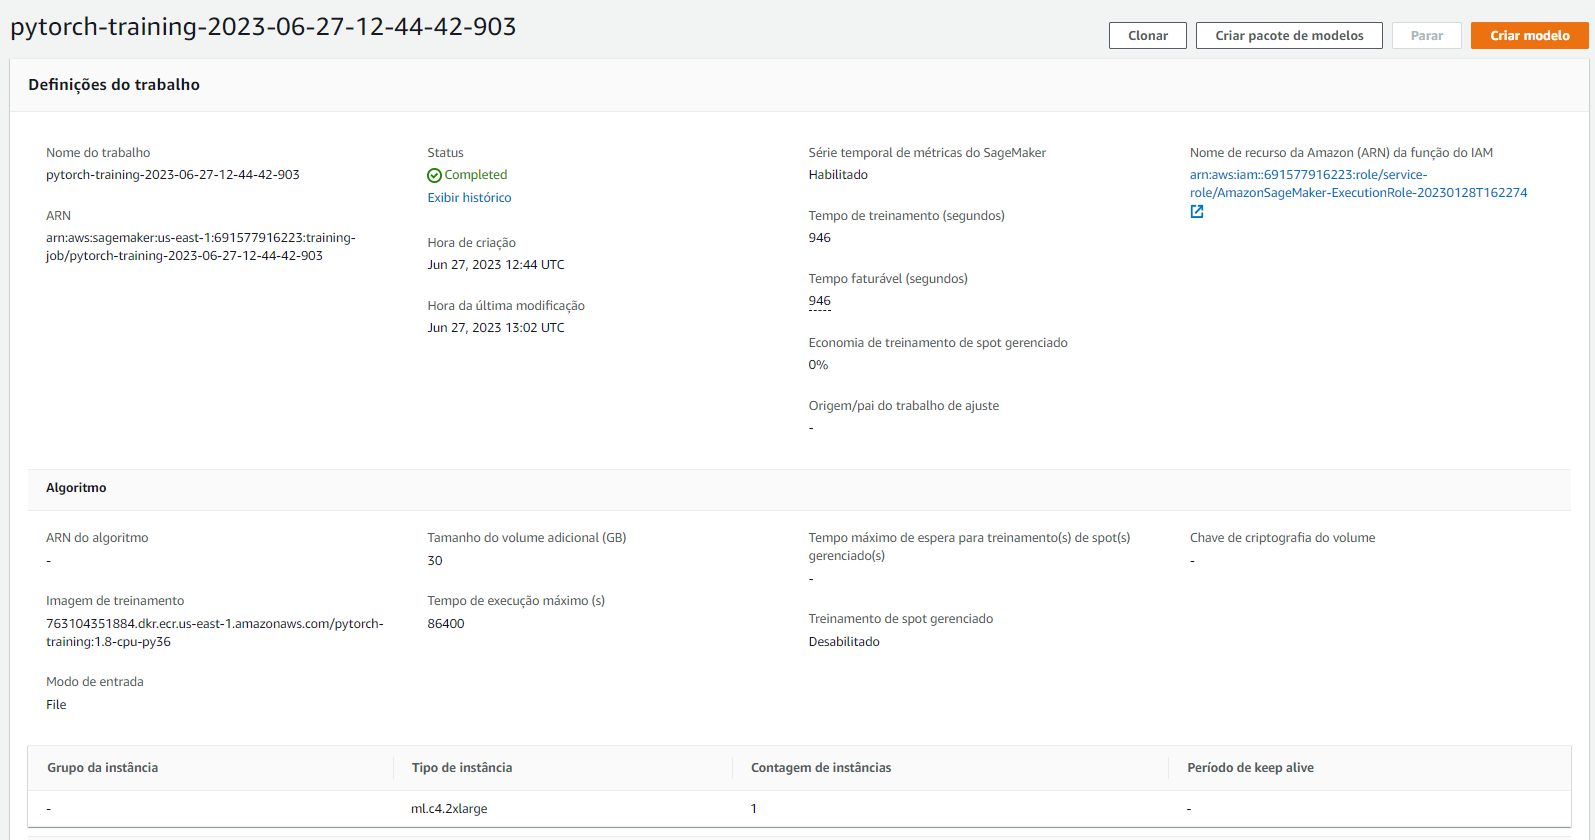 pytorch-training-2023-06-27-12-44-42-903
Clonar
Criar pacote de modelos
Parar
Criar modelo
Definições do trabalho
Nome do trabalho
pytorch-training-2023-06-27-12-44-42-903
ARN
arn:aws:sagemaker:us-east-1:691577916223:training-
job/pytorch-training-2023-06-27-12-44-42-903
Status
Completed
Exibir histórico
Hora de criação
Jun 27, 2023 12:44 UTC
Hora da última modificação
Jun 27, 2023 13:02 UTC
Série temporal de métricas do SageMaker
Habilitado
Tempo de treinamento (segundos)
946
Tempo faturável (segundos)
946
Economia de treinamento de spot gerenciado
0%
Origem/pai do trabalho de ajuste
-
Nome de recurso da Amazon (ARN) da função do IAM
arn:aws:iam::691577916223:role/service-
role/AmazonSageMaker-ExecutionRole-20230128T162274
Algoritmo
ARN do algoritmo
-
Imagem de treinamento
763104351884.dkr.ecr.us-east-1.amazonaws.com/pytorch-
training:1.8-cpu-py36
Modo de entrada
File
Tamanho do volume adicional (GB)
30
Tempo de execução máximo (s)
86400
Tempo máximo de espera para treinamento(s) de spot(s)
gerenciado(s)
-
Treinamento de spot gerenciado
Desabilitado
Chave de criptografia do volume
-
Grupo da instância
Tipo de instância
Contagem de instâncias
Período de keep alive
-
ml.c4.2xlarge
1
-